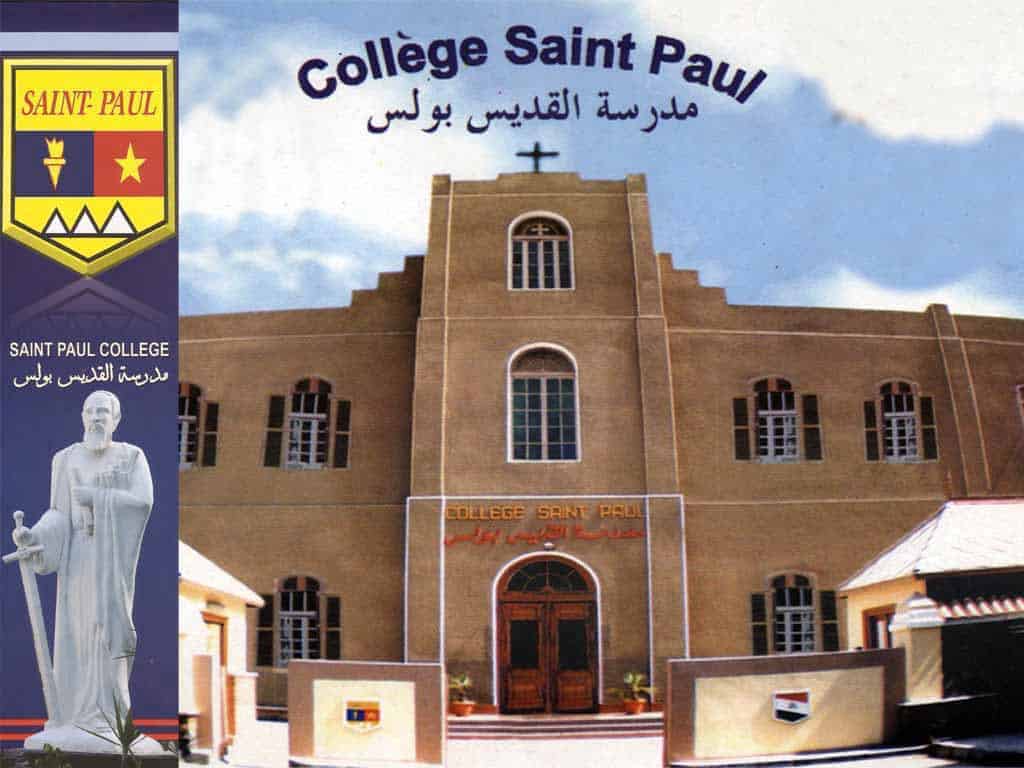 SAINT-PAUL
SAINT PAUL COLLEGE
مدرسة القديس بولس
Collège Saint Paul
مدرسة القديس بولس
COLLEGE SAINT PAUL
مدرسة القديس بولس